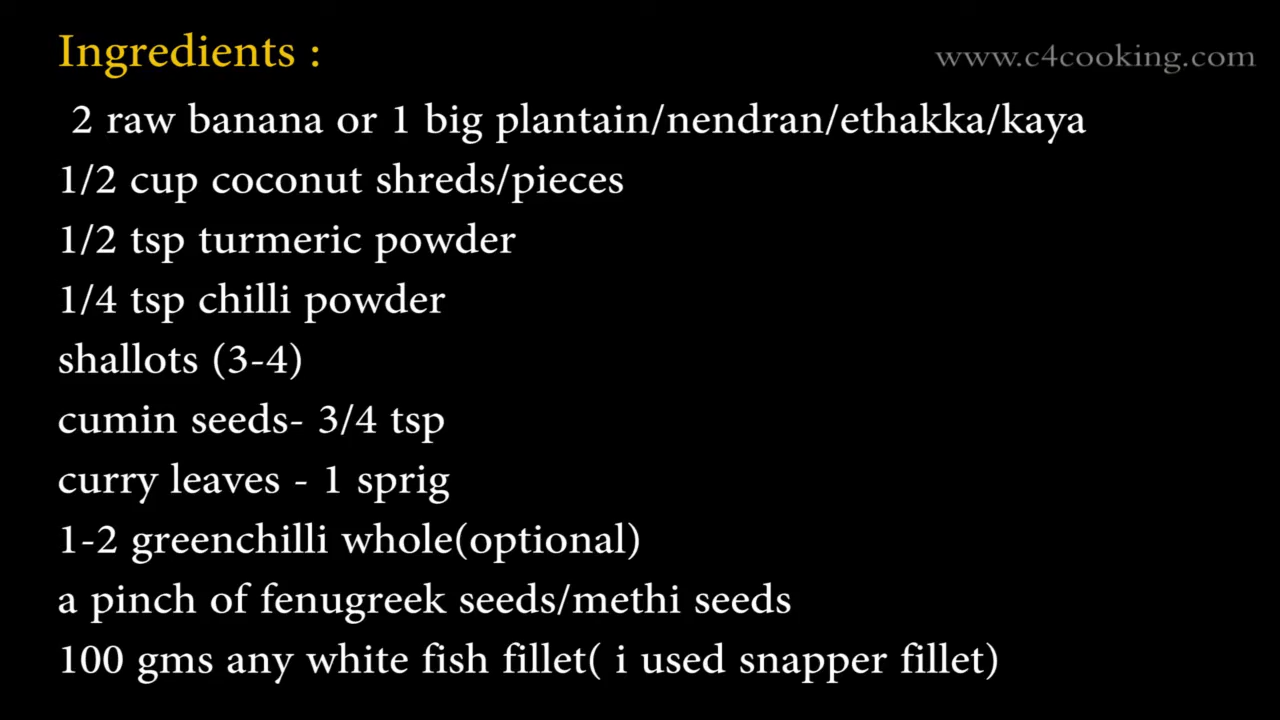 Ingredients :
www.c4cooking.com
2 raw banana or 1 big plantain/nendran/ethakka/kaya
1/2 cup coconut shreds/pieces
1/2 tsp turmeric powder
1/4 tsp chilli powder
shallots (3-4)
cumin seeds- 3/4 tsp
curry leaves - 1 sprig
1-2 greenchilli whole(optional)
a pinch of fenugreek seeds/methi seeds
100 gms any white fish fillet( i used snapper fillet)